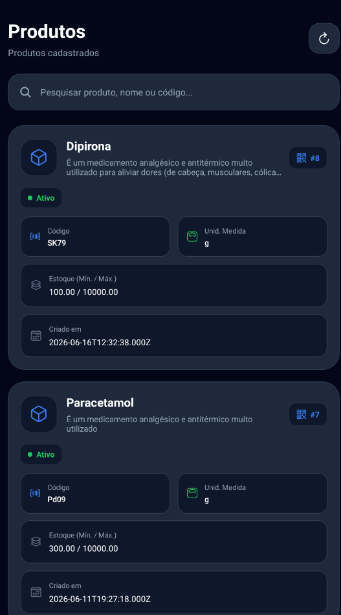 Produtos
Produtos cadastrados
Pesquisar produto, nome ou código...
Dipirona
É um medicamento analgésico e antitérmico muito
utilizado para aliviar dores (de cabeça, musculares, cólica...
#8
Ativo
Código
SK79
Unid. Medida
g
Estoque (Mín. / Máx.)
100.00 / 10000.00
Criado em
2026-06-16T12:32:38.000Z
Paracetamol
É um medicamento analgésico e antitérmico muito
utilizado
#7
Ativo
Código
Pd09
Unid. Medida
g
Estoque (Mín. / Máx.)
300.00 / 10000.00
Criado em
2026-06-11T19:27:18.000Z